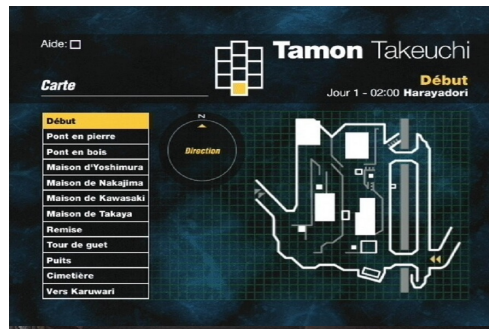 Aide:
Tamon Takeuchi
Début
Jour 1 - 02:00 Harayadori
Carte
Début
Pont en pierre
Pont en bois
Maison d'Yoshimura
Maison de Nakajima
Maison de Kawasaki
Maison de Takaya
Remise
Tour de guet
Puits
Cimetière
Vers Karuwari
N
Direction